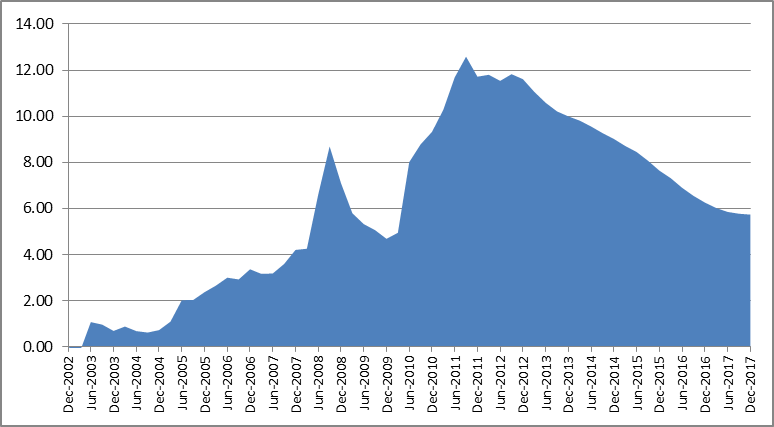 14.00
12.00
10.00
8.00
6.00
4.00
2.00
0.00
Dec-2002
Jun-2003
Dec-2003
Jun-2004
Dec-2004
Jun-2005
Dec-2005
Jun-2006
Dec-2006
Jun-2007
Dec-2007
Jun-2008
Dec-2008
Jun-2009
Dec-2009
Jun-2010
Dec-2010
Jun-2011
Dec-2011
Jun-2012
Dec-2012
Jun-2013
Dec-2013
Jun-2014
Dec-2014
Jun-2015
Dec-2015
Jun-2016
Dec-2016
Jun-2017
Dec-2017